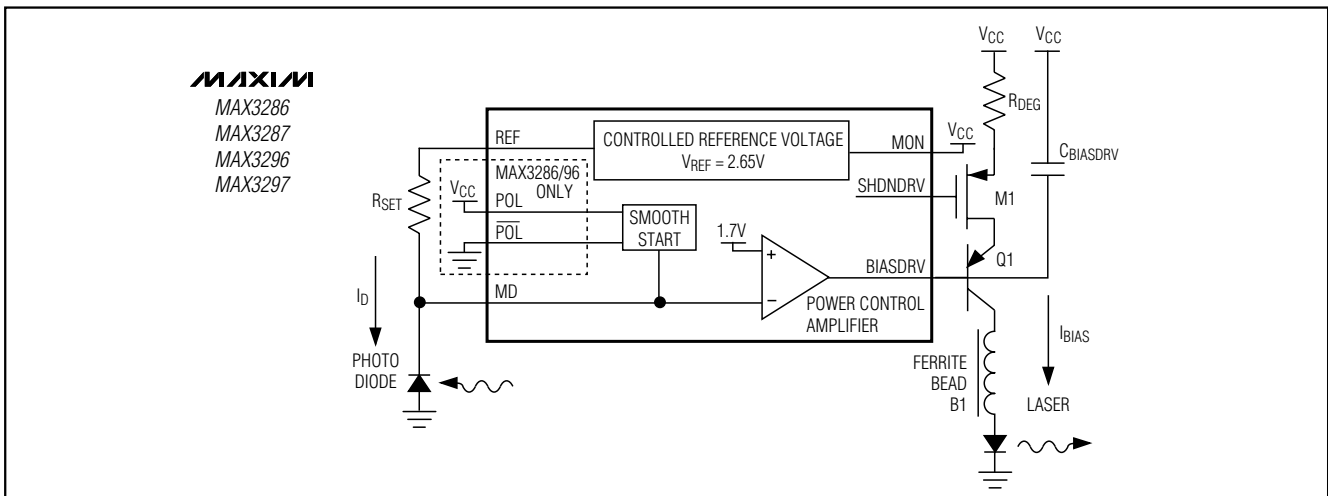 MAXIM
MAX3286
MAX3287
MAX3296
MAX3297
VCC
VCC
RDEG
REF
CONTROLLED REFERENCE VOLTAGE
VREF = 2.65V
MON
VCC
CBIASDRV
MAX3286/96
ONLY
RSET
VCC
POL
POL
SMOOTH
START
SHDNDRV
M1
1.7V
+
−
BIASDRV
Q1
ID
MD
POWER CONTROL
AMPLIFIER
IBIAS
PHOTO
DIODE
FERRITE
BEAD
B1
LASER